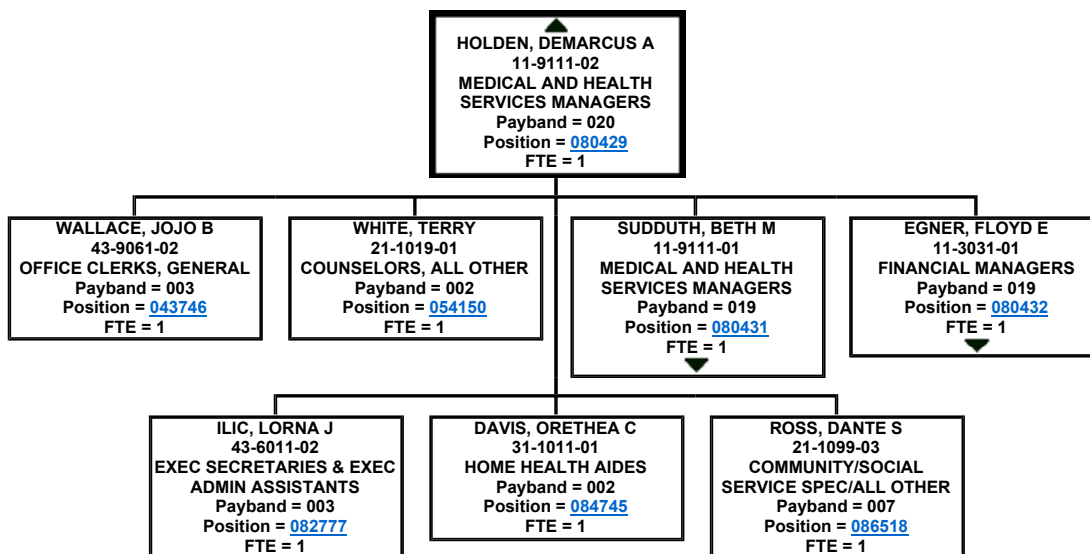 HOLDEN, DEMARCUS A
11-9111-02
MEDICAL AND HEALTH
SERVICES MANAGERS
Payband = 020
Position = 080429
FTE = 1
WALLACE, JOJO B
43-9061-02
OFFICE CLERKS, GENERAL
Payband = 003
Position = 043746
FTE = 1
WHITE, TERRY
21-1019-01
COUNSELORS, ALL OTHER
Payband = 002
Position = 054150
FTE = 1
SUDDUTH, BETH M
11-9111-01
MEDICAL AND HEALTH
SERVICES MANAGERS
Payband = 019
Position = 080431
FTE = 1
EGNER, FLOYD E
11-3031-01
FINANCIAL MANAGERS
Payband = 019
Position = 080432
FTE = 1
ILIC, LORNA J
43-6011-02
EXEC SECRETARIES & EXEC
ADMIN ASSISTANTS
Payband = 003
Position = 082777
FTE = 1
DAVIS, ORETHEA C
31-1011-01
HOME HEALTH AIDES
Payband = 002
Position = 084745
FTE = 1
ROSS, DANTE S
21-1099-03
COMMUNITY/SOCIAL
SERVICE SPEC/ALL OTHER
Payband = 007
Position = 086518
FTE = 1